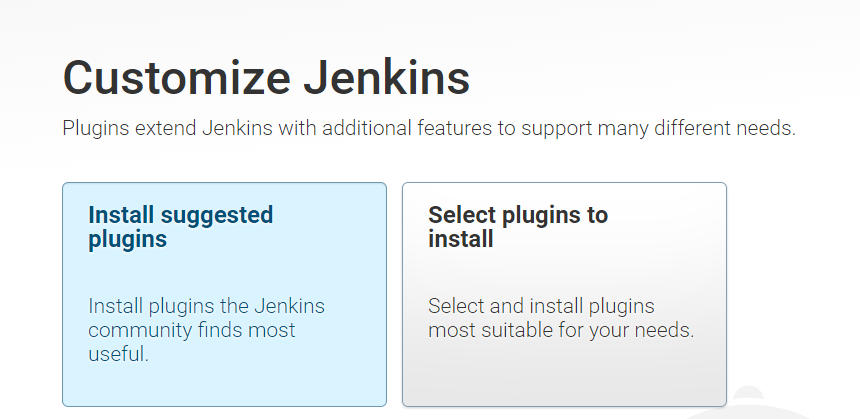 Customize Jenkins
Plugins extend Jenkins with additional features to support many different needs.
Install suggested
plugins
Install plugins the Jenkins
community finds most
useful.
Select plugins to
install
Select and install plugins
most suitable for your needs.